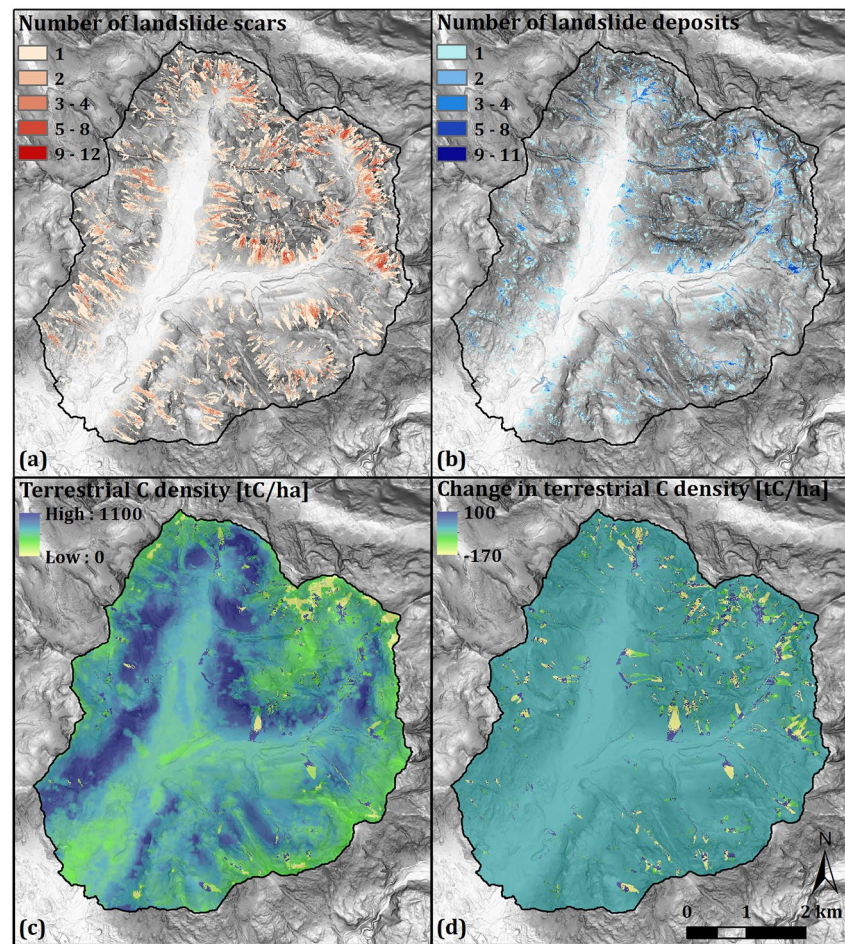 Number of landslide scars
1
2
3 - 4
5 - 8
9 - 12
(a)
Number of landslide deposits
1
2
3 - 4
5 - 8
9 - 11
(b)
Terrestrial C density [tC/ha]
High : 1100
Low : 0
(c)
Change in terrestrial C density [tC/ha]
100
-170
(d)
N
0 1 2 km